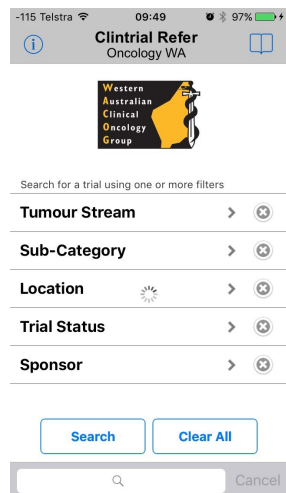 -115 Telstra 09:49 97%
Clintrial Refer
Oncology WA
Western
Australian
Clinical
Oncology
Group
Search for a trial using one or more filters
Tumour Stream
Sub-Category
Location
Trial Status
Sponsor
Search Clear All
Cancel